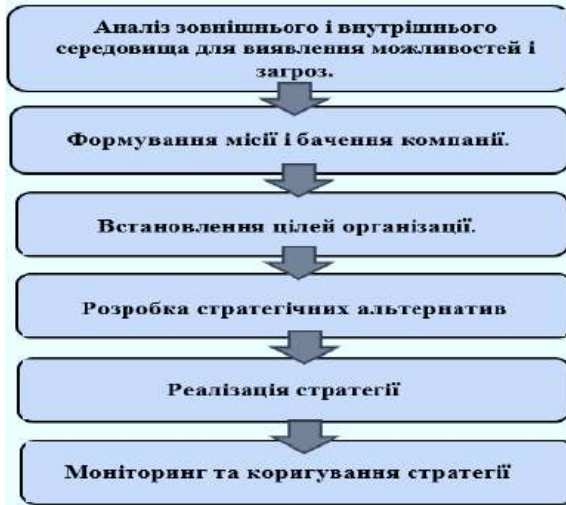 Аналіз зовнішнього і внутрішнього
середовища для виявлення можливостей і
загроз.
Формування місії і бачення компанії.
Встановлення цілей організації.
Розробка стратегічних альтернатив
Реалізація стратегії
Моніторинг та коригування стратегії